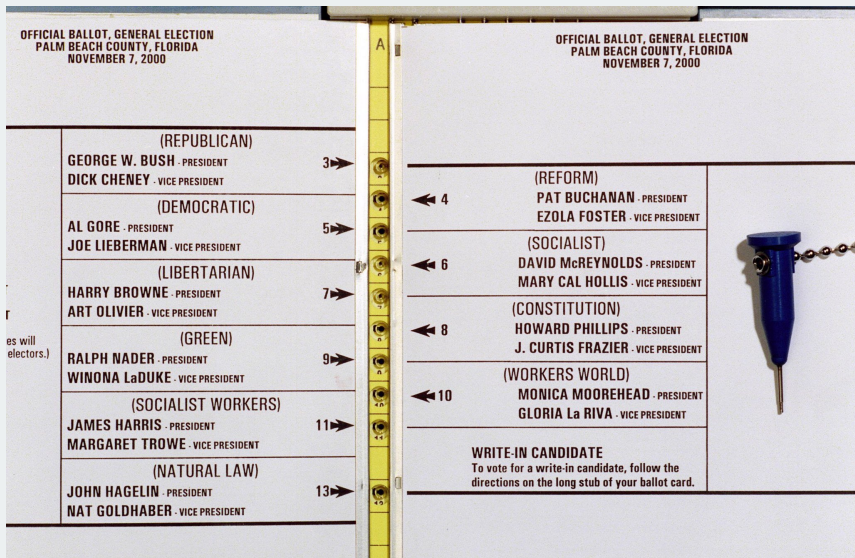 OFFICIAL BALLOT, GENERAL ELECTION
PALM BEACH COUNTY, FLORIDA
NOVEMBER 7, 2000
(REPUBLICAN)
GEORGE W. BUSH - PRESIDENT 3
DICK CHENEY - VICE PRESIDENT
(DEMOCRATIC)
AL GORE - PRESIDENT 5
JOE LIEBERMAN - VICE PRESIDENT
(LIBERTARIAN)
HARRY BROWNE - PRESIDENT 7
ART OLIVIER - VICE PRESIDENT
(GREEN)
RALPH NADER - PRESIDENT 9
WINONA LaDUKE - VICE PRESIDENT
(SOCIALIST WORKERS)
JAMES HARRIS - PRESIDENT 11
MARGARET TROWE - VICE PRESIDENT
(NATURAL LAW)
JOHN HAGELIN - PRESIDENT 13
NAT GOLDHABER - VICE PRESIDENT
T
T
es will
electors.)
A
OFFICIAL BALLOT, GENERAL ELECTION
PALM BEACH COUNTY, FLORIDA
NOVEMBER 7, 2000
(REFORM)
4 PAT BUCHANAN - PRESIDENT
EZOLA FOSTER - VICE PRESIDENT
(SOCIALIST)
6 DAVID McREYNOLDS - PRESIDENT
MARY CAL HOLLIS - VICE PRESIDENT
(CONSTITUTION)
8 HOWARD PHILLIPS - PRESIDENT
J. CURTIS FRAZIER - VICE PRESIDENT
(WORKERS WORLD)
10 MONICA MOOREHEAD - PRESIDENT
GLORIA La RIVA - VICE PRESIDENT
WRITE-IN CANDIDATE
To vote for a write-in candidate, follow the
directions on the long stub of your ballot card.